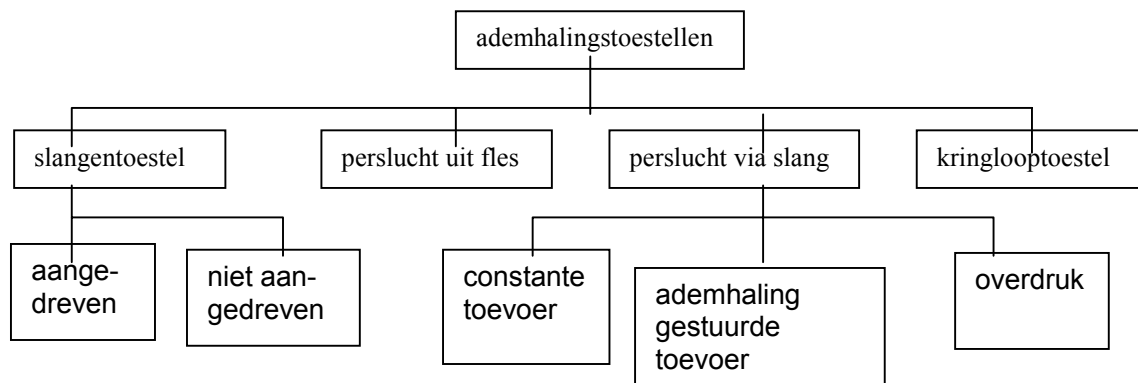 ademhalingstoestellen
slangentoestel
perslucht uit fles
perslucht via slang
kringlooptoestel
aange-
dreven
niet aan-
gedreven
constante
toevoer
ademhaling
gestuurde
toevoer
overdruk